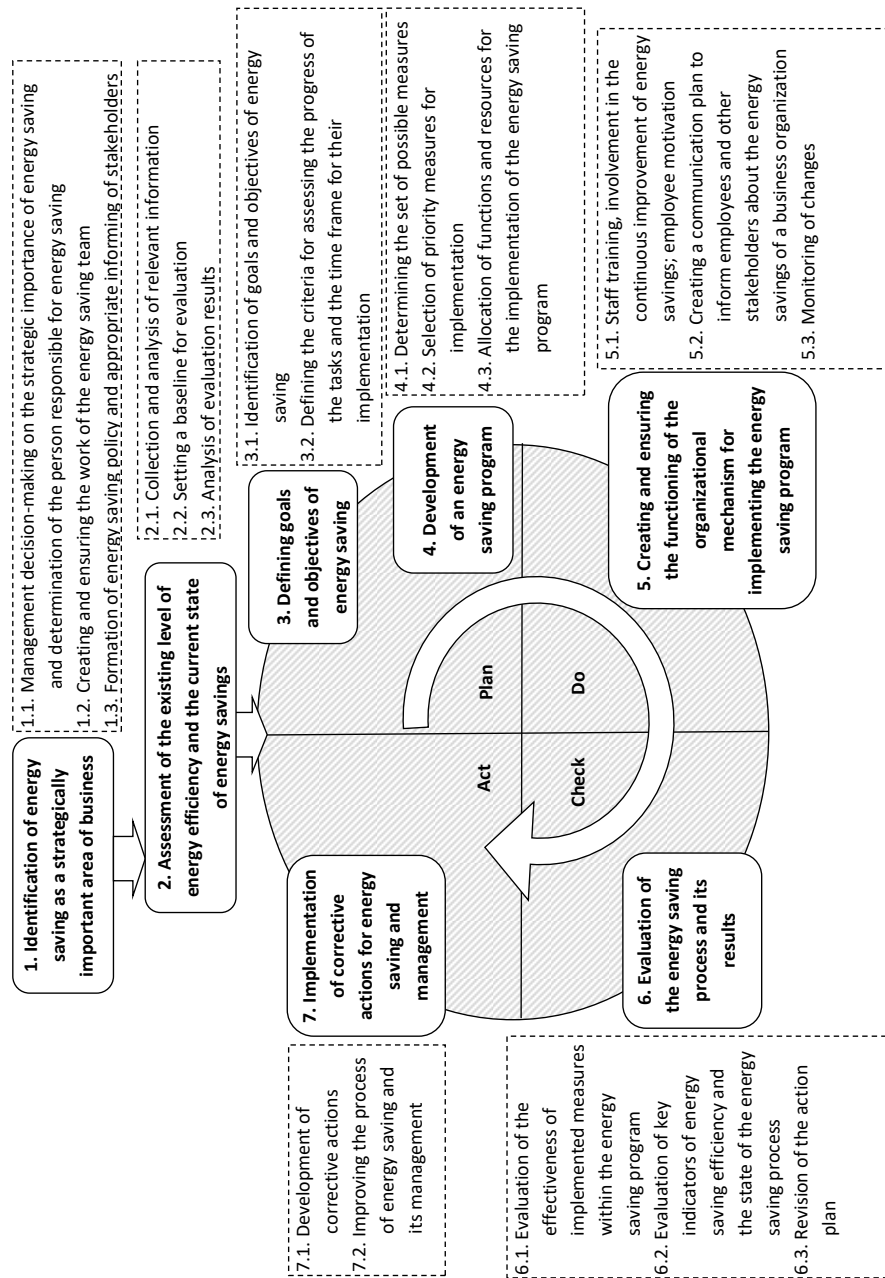 1. Identification of energy
saving as a strategically
important area of business
1.1. Management decision-making on the strategic importance of energy saving
and determination of the person responsible for energy saving
1.2. Creating and ensuring the work of the energy saving team
1.3. Formation of energy saving policy and appropriate informing of stakeholders
2. Assessment of the existing level of
energy efficiency and the current state
of energy savings
2.1. Collection and analysis of relevant information
2.2. Setting a baseline for evaluation
2.3. Analysis of evaluation results
3. Defining goals
and objectives of
energy saving
3.1. Identification of goals and objectives of energy
saving
3.2. Defining the criteria for assessing the progress of
the tasks and the time frame for their
implementation
4. Development
of an energy
saving program
4.1. Determining the set of possible measures
4.2. Selection of priority measures for
implementation
4.3. Allocation of functions and resources for
the implementation of the energy saving
program
5. Creating and ensuring
the functioning of the
organizational
mechanism for
implementing the energy
saving program
5.1. Staff training, involvement in the
continuous improvement of energy
savings; employee motivation
5.2. Creating a communication plan to
inform employees and other
stakeholders about the energy
savings of a business organization
5.3. Monitoring of changes
6. Evaluation of
the energy saving
process and its
results
6.1. Evaluation of the
effectiveness of
implemented measures
within the energy
saving program
6.2. Evaluation of key
indicators of energy
saving efficiency and
the state of the energy
saving process
6.3. Revision of the action
plan
7. Implementation
of corrective
actions for energy
saving and
management
7.1. Development of
corrective actions
7.2. Improving the process
of energy saving and
its management
Act
Plan
Check
Do